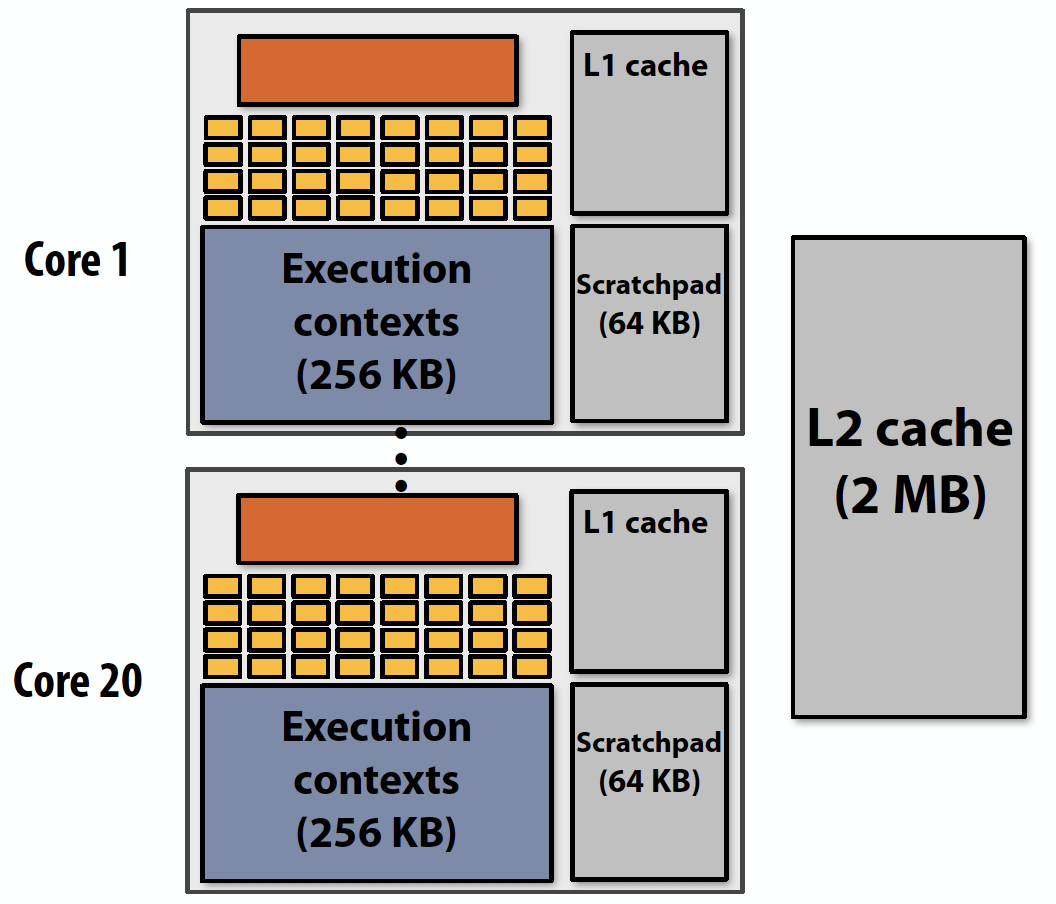 L1 cache
Core 1
Execution
contexts
(256 KB)
Scratchpad
(64 KB)
L2 cache
(2 MB)
L1 cache
Core 20
Execution
contexts
(256 KB)
Scratchpad
(64 KB)